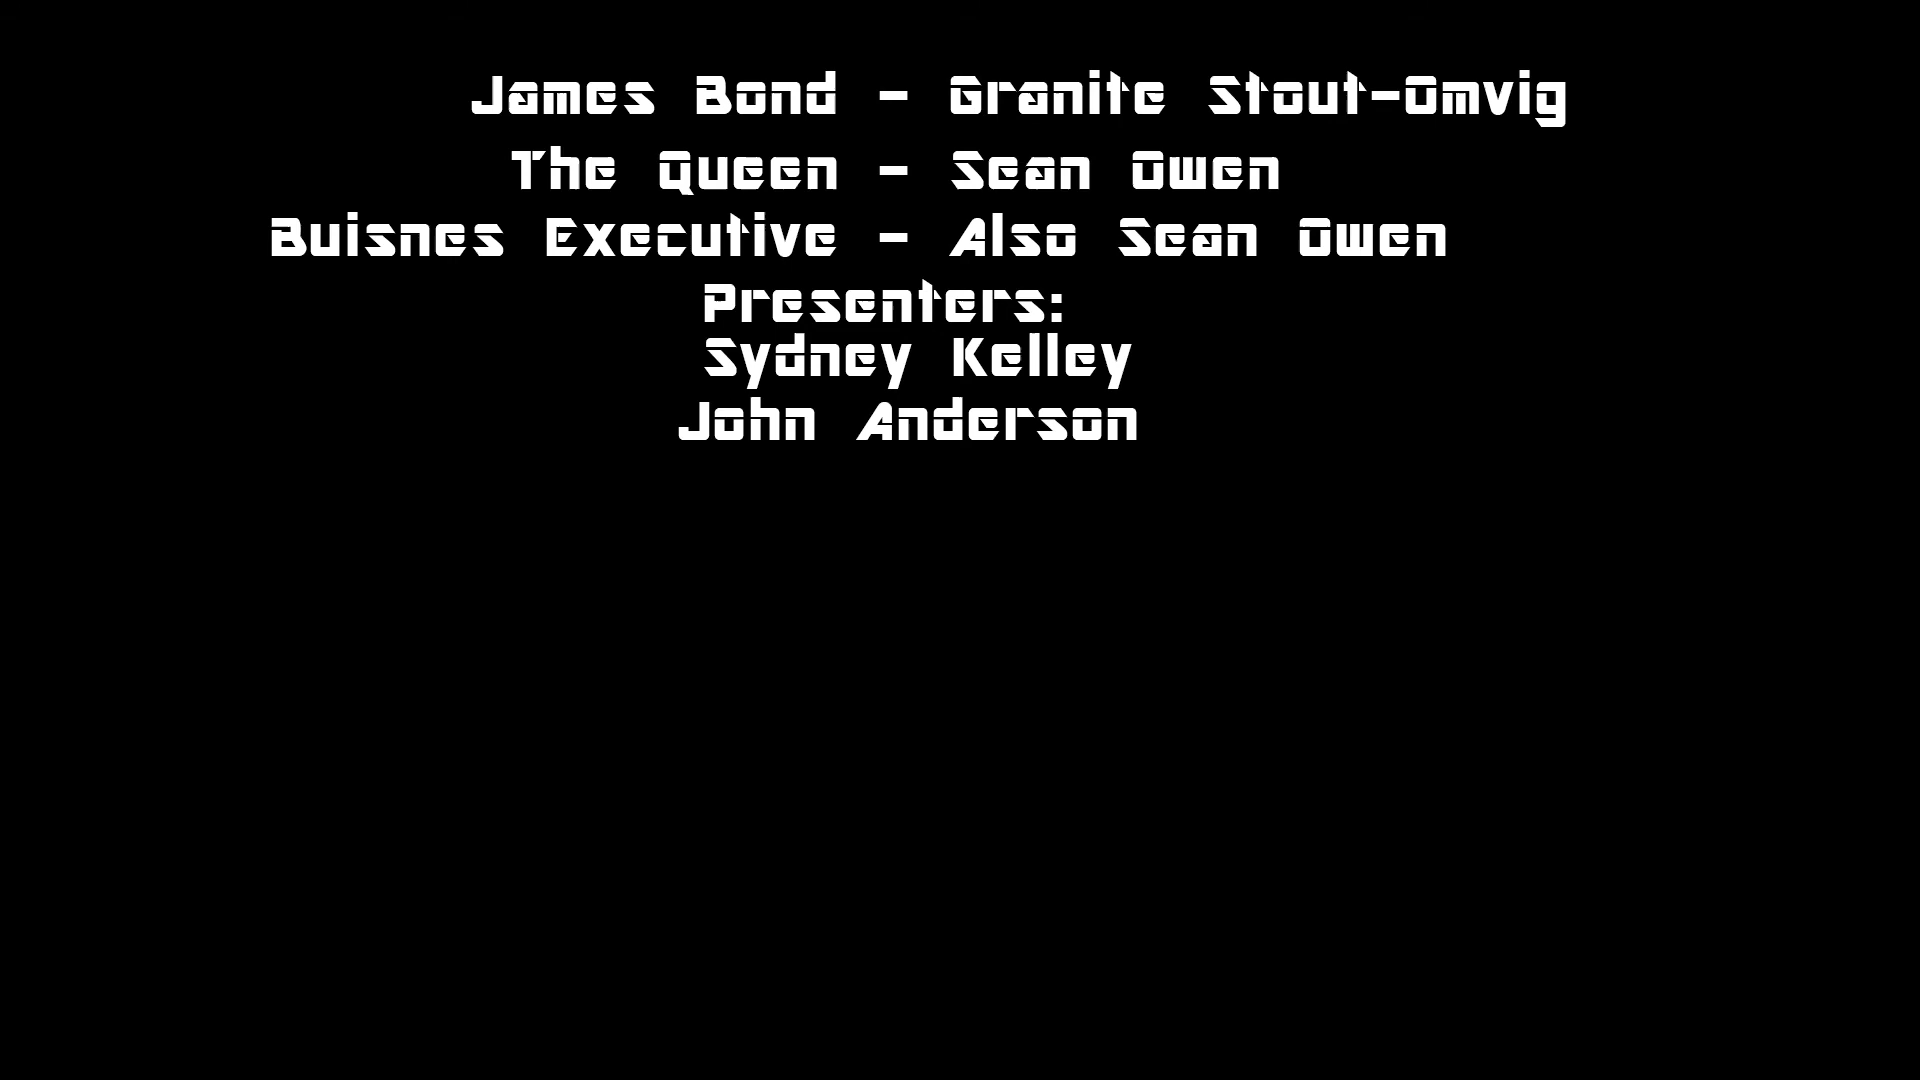 James Bond - Granite Stout-Omvig
The Queen - Sean Owen
Buisnes Executive - Also Sean Owen
Presenters:
Sydney Kelley
John Anderson